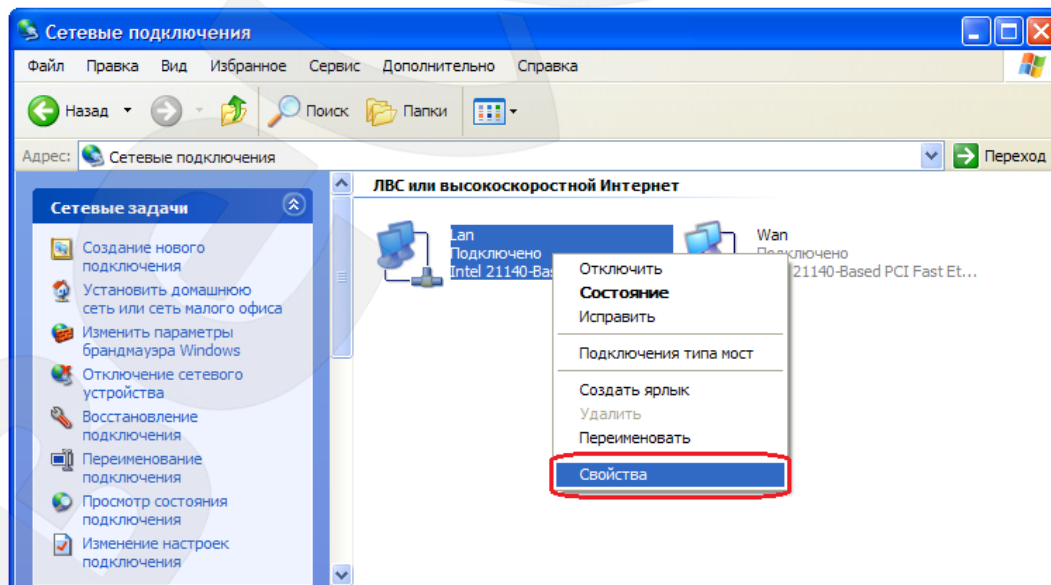 Сетевые подключения
Файл Правка Вид Избранное Сервис Дополнительно Справка
Назад Поиск Папки
Адрес: Сетевые подключения Переход
Сетевые задачи
Создание нового
подключения
Установить домашнюю
сеть или сеть малого офиса
Изменить параметры
брандмауэра Windows
Отключение сетевого
устройства
Восстановление
подключения
Переименование
подключения
Просмотр состояния
подключения
Изменение настроек
подключения
ЛВС или высокоскоростной Интернет
Lan
Подключено
Intel 21140-Ba
Wan
21140-Based PCI Fast Et...
Отключить
Состояние
Исправить
Подключения типа мост
Создать ярлык
Удалить
Переименовать
Свойства